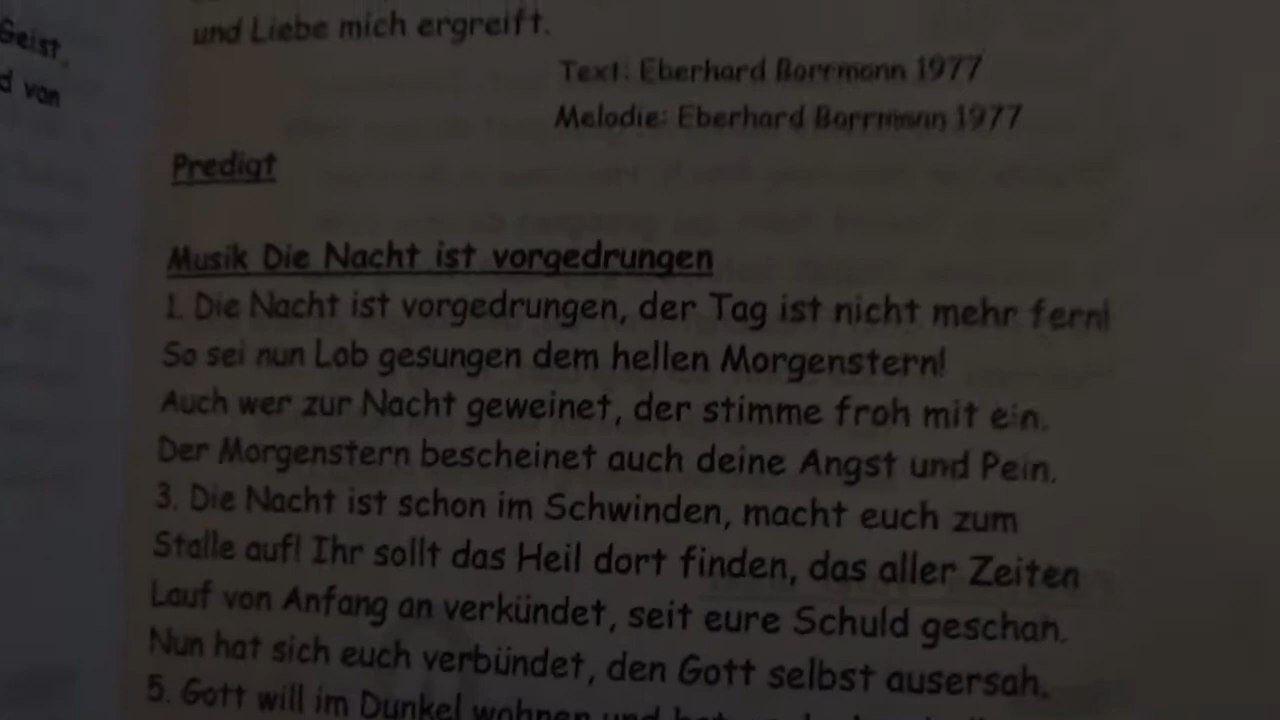 Geist,
und Liebe mich ergreift.
d von
Text: Eberhard Borrmann 1977
Melodie: Eberhard Borrmann 1977
Predigt
Musik Die Nacht ist vorgedrungen
1. Die Nacht ist vorgedrungen, der Tag ist nicht mehr fern!
So sei nun Lob gesungen dem hellen Morgenstern!
Auch wer zur Nacht geweinet, der stimme froh mit ein.
Der Morgenstern bescheinet auch deine Angst und Pein.
3. Die Nacht ist schon im Schwinden, macht euch zum
Stalle auf! Ihr sollt das Heil dort finden, das aller Zeiten
Lauf von Anfang an verkündet, seit eure Schuld geschah.
Nun hat sich euch verbündet, den Gott selbst ausersah.
5. Gott will im Dunkel wohnen und